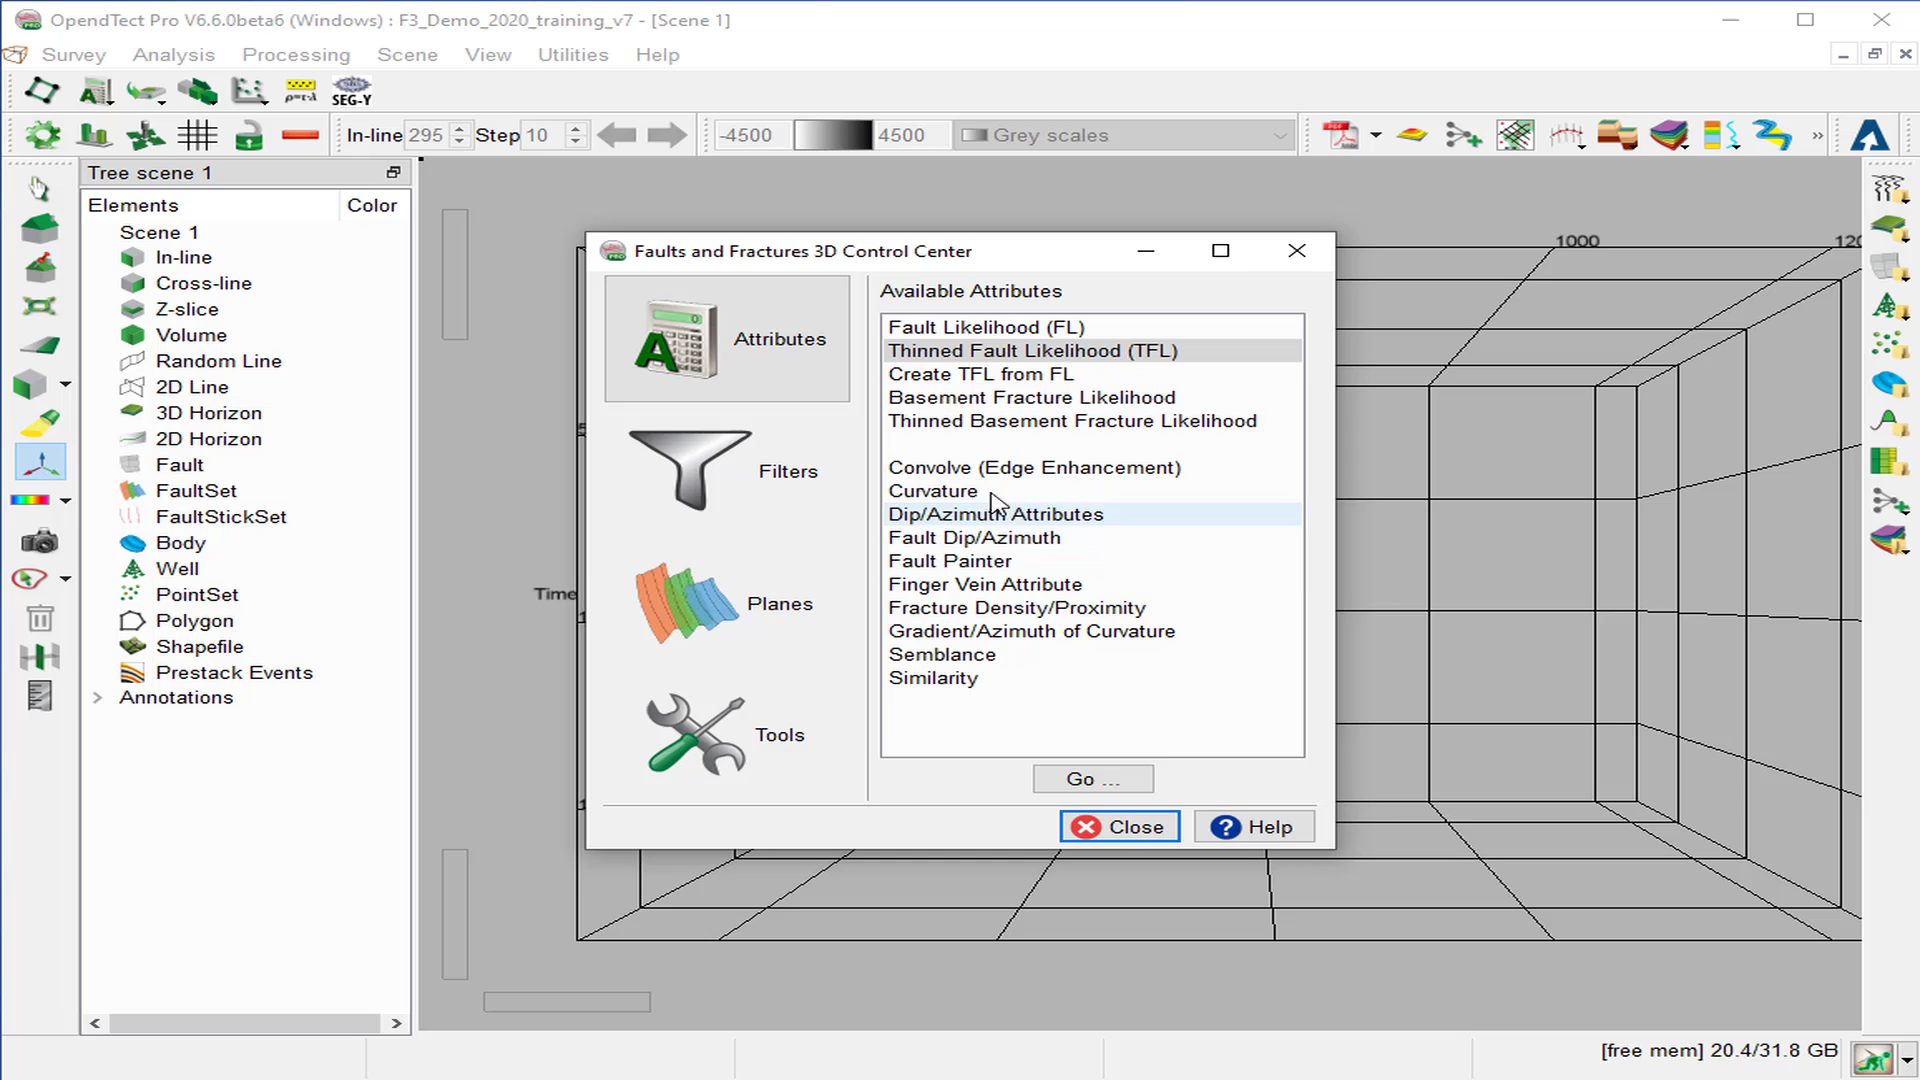 OpendTect Pro V6.6.0beta6 (Windows) : F3_Demo_2020_training_v7 - [Scene 1]
Survey Analysis Processing Scene View Utilities Help
SEG-Y
In-line 295 Step 10 -4500 4500 Grey scales
Tree scene 1
Elements Color
Scene 1
In-line
Cross-line
Z-slice
Volume
Random Line
2D Line
3D Horizon
2D Horizon
Fault
FaultSet
FaultStickSet
Body
Well
PointSet
Polygon
Shapefile
Prestack Events
Annotations
1000
Time
Faults and Fractures 3D Control Center
Attributes
Filters
Planes
Tools
Available Attributes
Fault Likelihood (FL)
Thinned Fault Likelihood (TFL)
Create TFL from FL
Basement Fracture Likelihood
Thinned Basement Fracture Likelihood
Convolve (Edge Enhancement)
Curvature
Dip/Azimuth Attributes
Fault Dip/Azimuth
Fault Painter
Finger Vein Attribute
Fracture Density/Proximity
Gradient/Azimuth of Curvature
Semblance
Similarity
Go ...
Close Help
[free mem] 20.4/31.8 GB